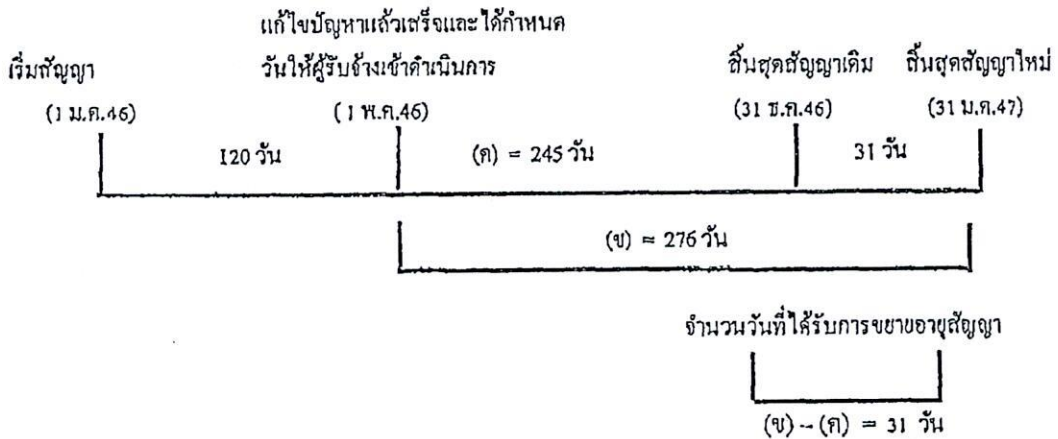 แก้ไขปัญหาแล้วเสร็จและได้กำหนด
เริ่มสัญญา วันให้ผู้รับจ้างเข้าดำเนินการ สิ้นสุดสัญญาเดิม สิ้นสุดสัญญาใหม่
(1 ม.ค.46) (1 พ.ค.46) (31 ธ.ค.46) (31 ม.ค.47)
120 วัน (ค) = 245 วัน 31 วัน
(ข) = 276 วัน
จำนวนวันที่ได้รับการขยายอายุสัญญา
(ข) – (ค) = 31 วัน